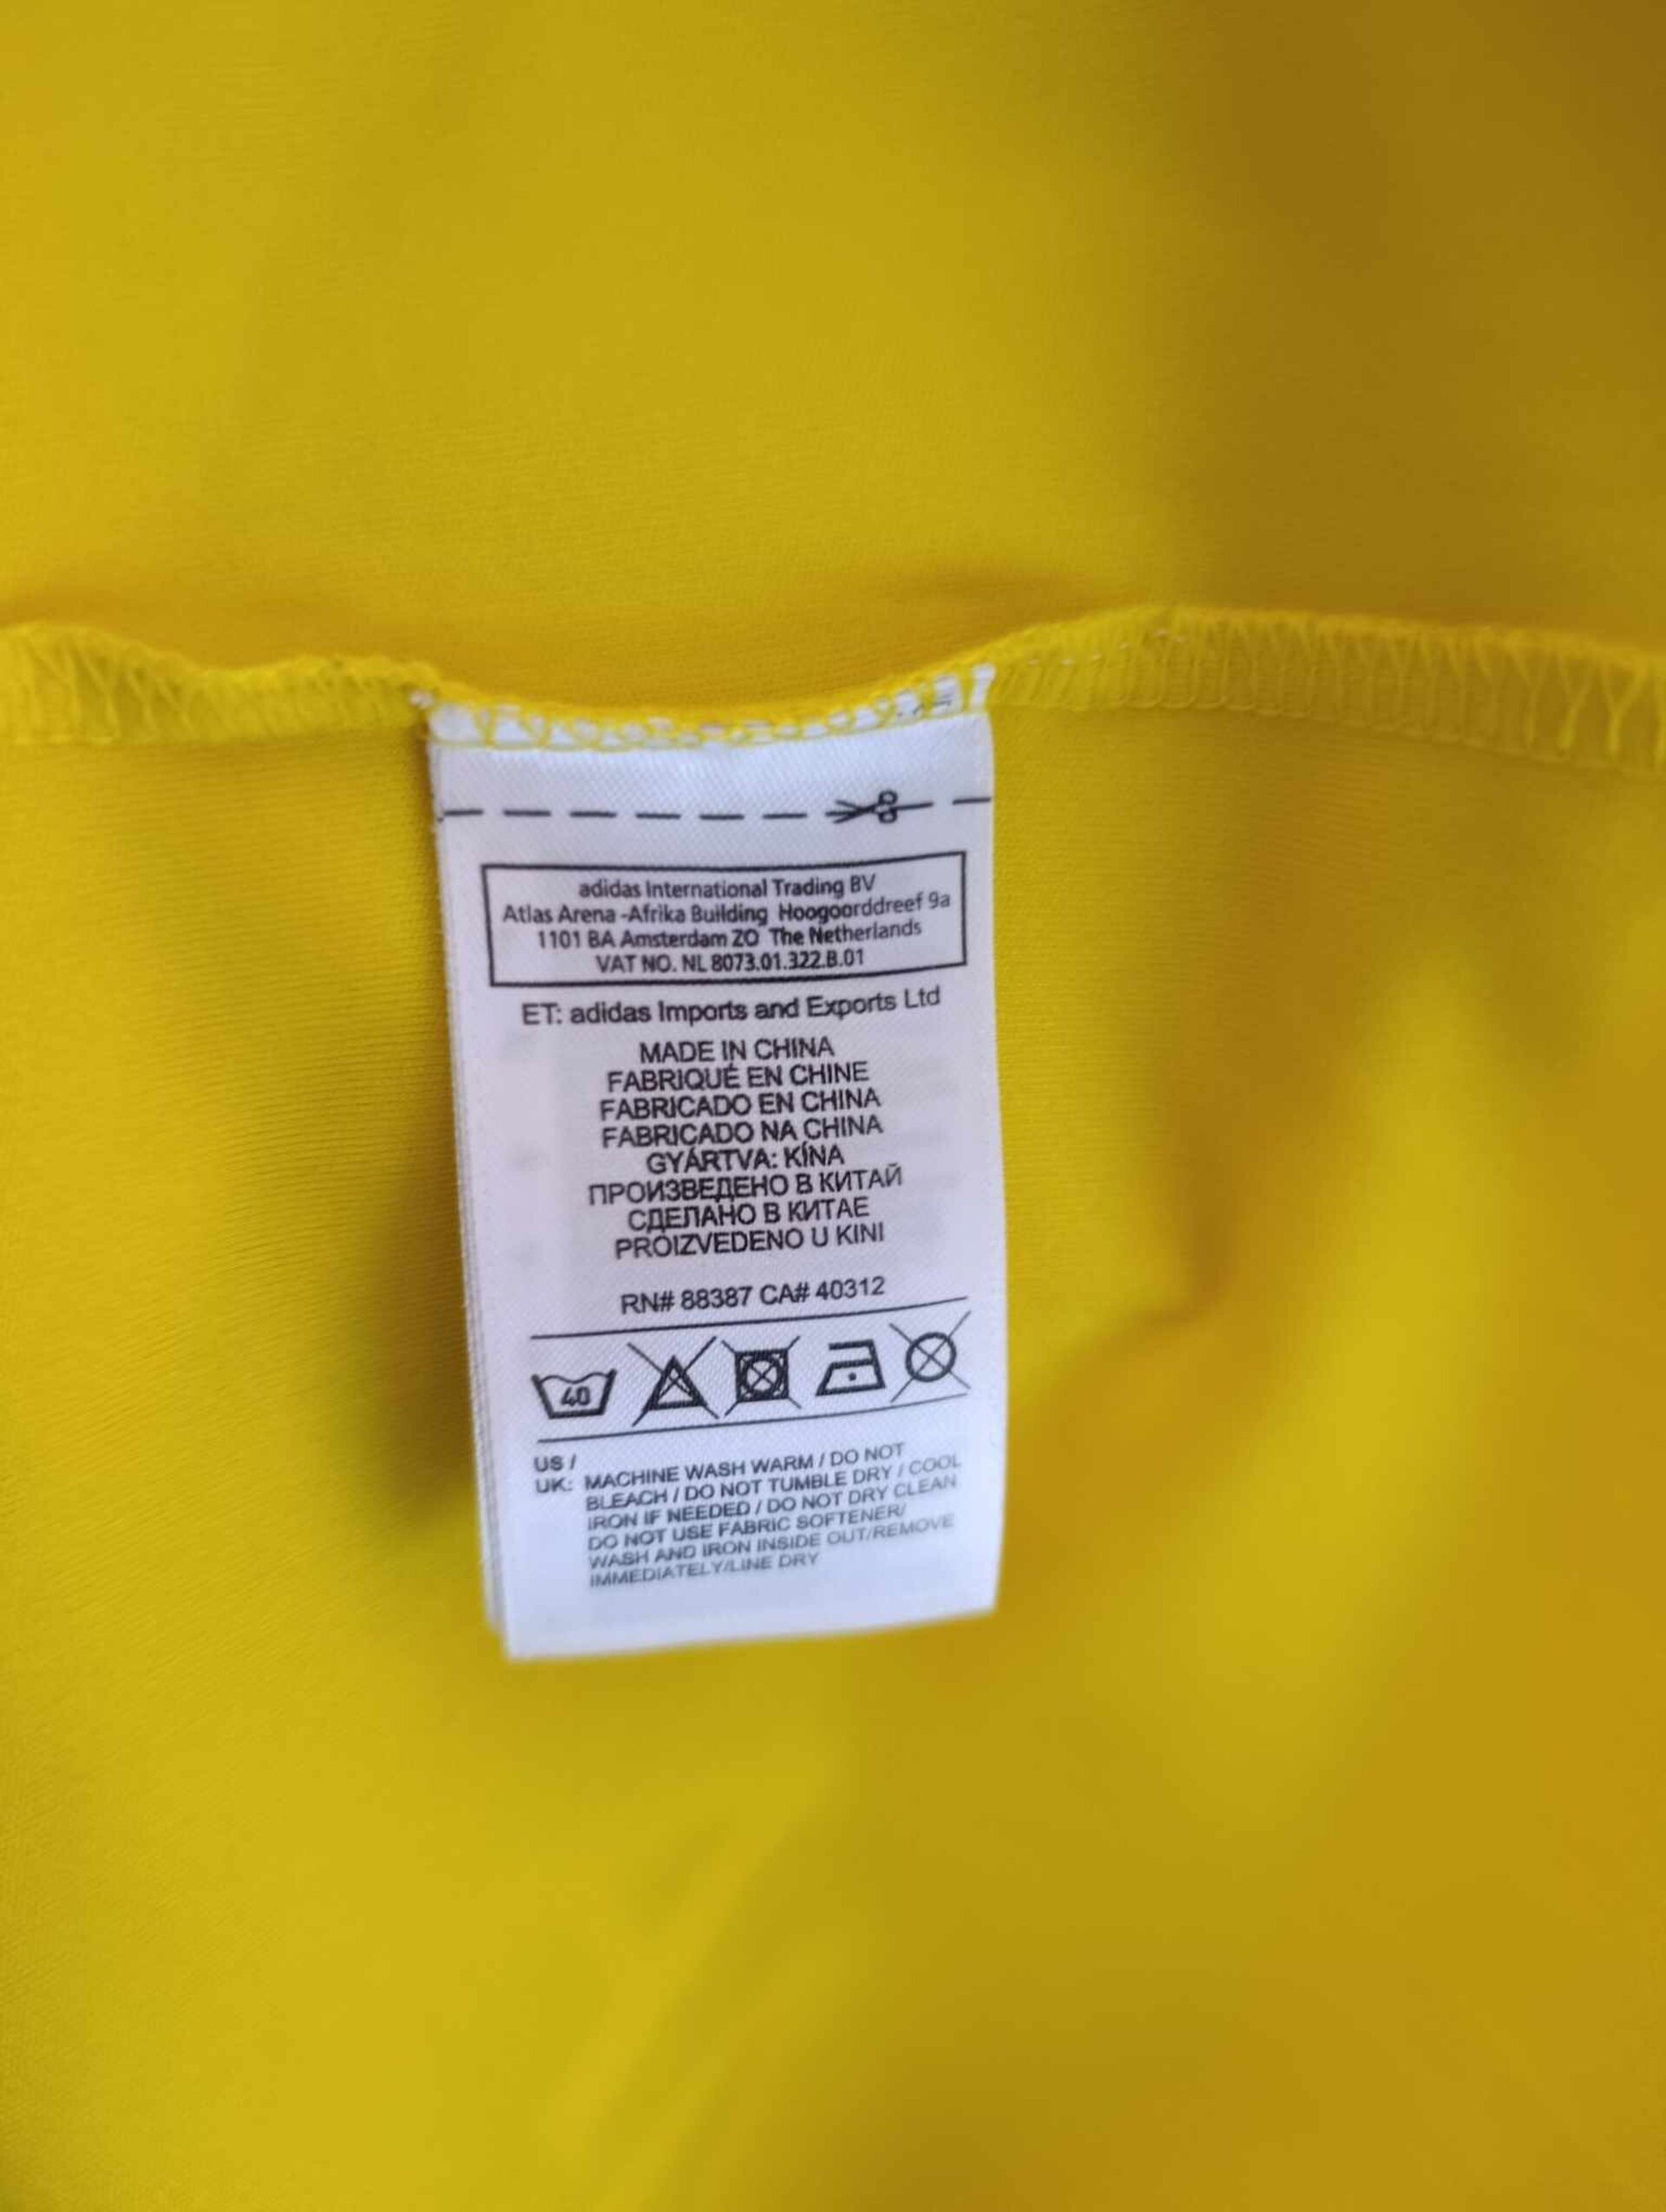 adidas International Trading BV
Atlas Arena -Afrika Building Hoogoorddreef 9a
1101 BA Amsterdam ZO The Netherlands
VAT NO. NL 8073.01.322.B.01
ET: adidas Imports and Exports Ltd
MADE IN CHINA
FABRIQUÉ EN CHINE
FABRICADO EN CHINA
FABRICADO NA CHINA
GYÁRTVA: KÍNA
ПРОИЗВЕДЕНО В КИТАЙ
СДЕЛАНО В КИТАЕ
PROIZVEDENO U KINI
RN# 88387 CA# 40312
40
US /
UK: MACHINE WASH WARM / DO NOT
BLEACH / DO NOT TUMBLE DRY / COOL
IRON IF NEEDED / DO NOT DRY CLEAN
DO NOT USE FABRIC SOFTENER/
WASH AND IRON INSIDE OUT/REMOVE
IMMEDIATELY/LINE DRY